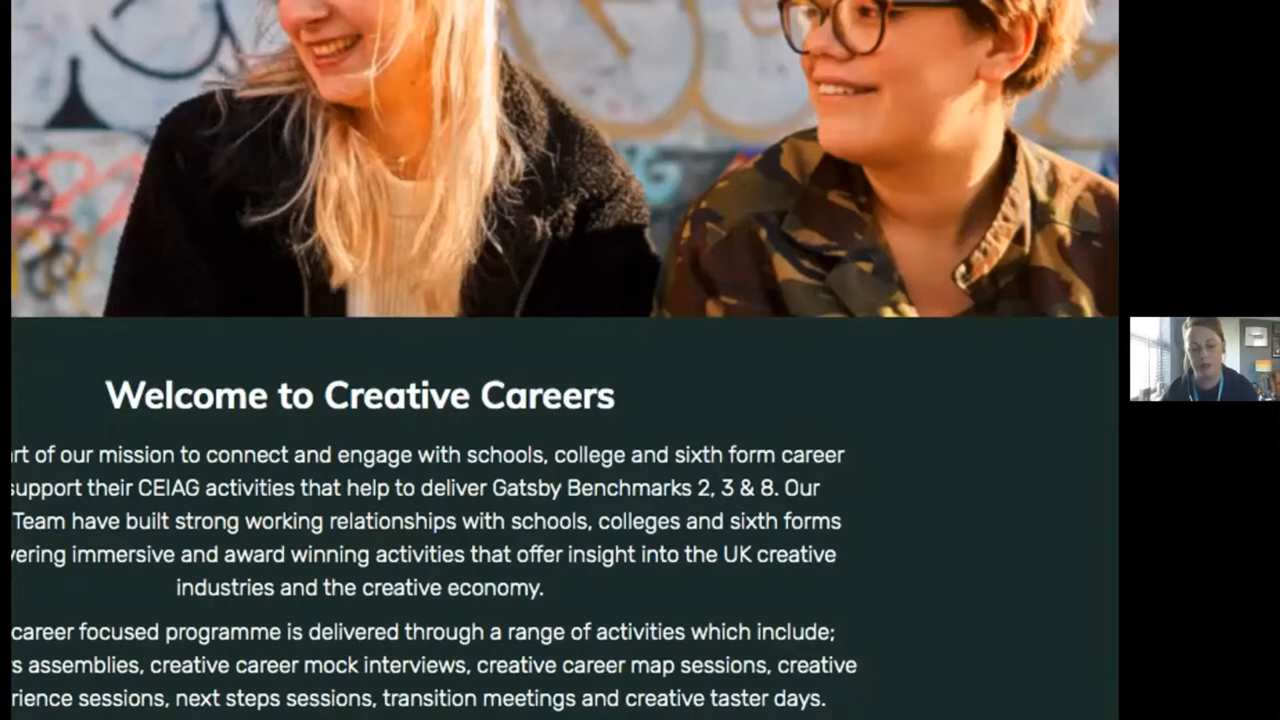 Welcome to Creative Careers
rt of our mission to connect and engage with schools, college and sixth form career
support their CEIAG activities that help to deliver Gatsby Benchmarks 2, 3 & 8. Our
Team have built strong working relationships with schools, colleges and sixth forms
vering immersive and award winning activities that offer insight into the UK creative
industries and the creative economy.
career focused programme is delivered through a range of activities which include;
s assemblies, creative career mock interviews, creative career map sessions, creative
rience sessions, next steps sessions, transition meetings and creative taster days.